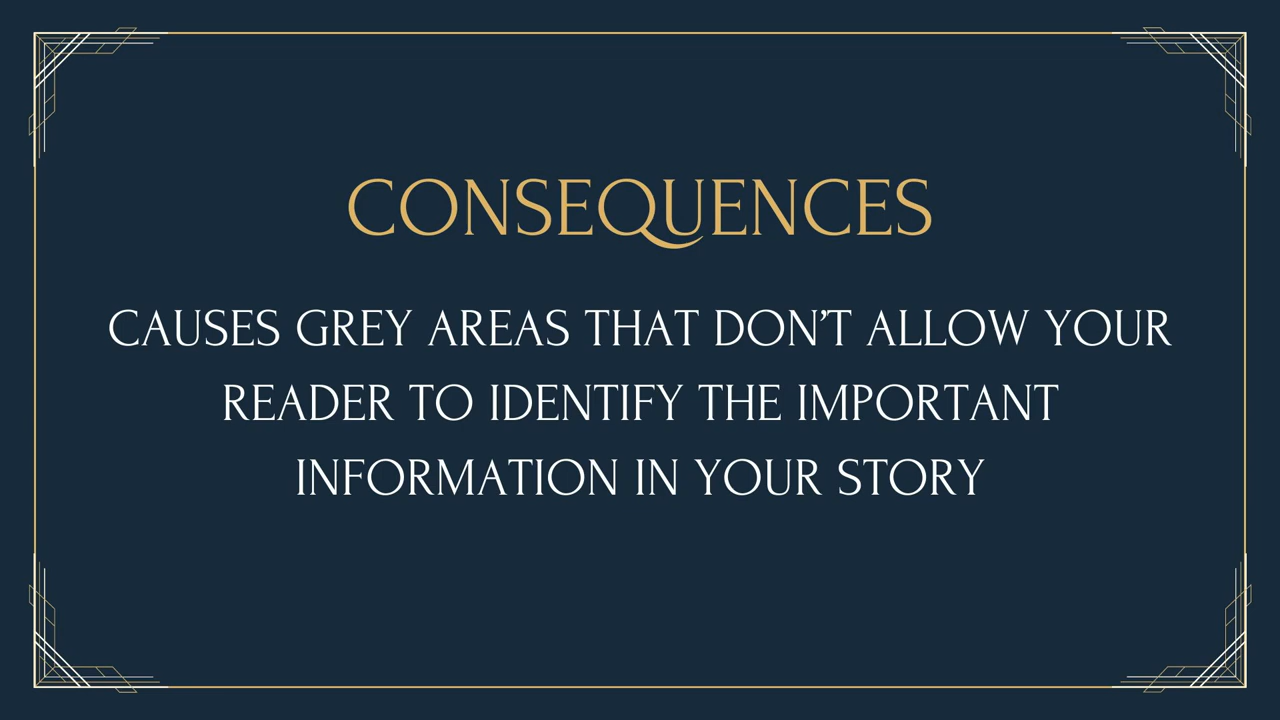 CONSEQUENCES
CAUSES GREY AREAS THAT DON'T ALLOW YOUR
READER TO IDENTIFY THE IMPORTANT
INFORMATION IN YOUR STORY